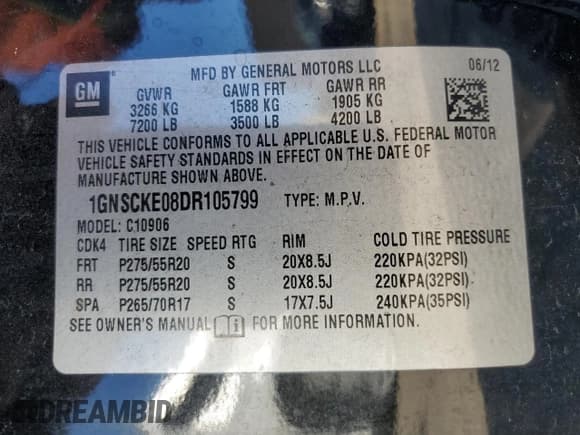 MFD BY GENERAL MOTORS LLC 06/12
GM
GVWR GAWR FRT GAWR RR
3266 KG 1588 KG 1905 KG
7200 LB 3500 LB 4200 LB
THIS VEHICLE CONFORMS TO ALL APPLICABLE U.S. FEDERAL MOTOR
VEHICLE SAFETY STANDARDS IN EFFECT ON THE DATE OF
MANUFACTURE SHOWN ABOVE.
1GNSCKE08DR105799 TYPE: M.P.V.
MODEL: C10906
CDK4 TIRE SIZE SPEED RTG RIM COLD TIRE PRESSURE
FRT P275/55R20 S 20X8.5J 220KPA(32PSI)
RR P275/55R20 S 20X8.5J 220KPA(32PSI)
SPA P265/70R17 S 17X7.5J 240KPA(35PSI)
SEE OWNER'S MANUAL FOR MORE INFORMATION.
IDREAMBID